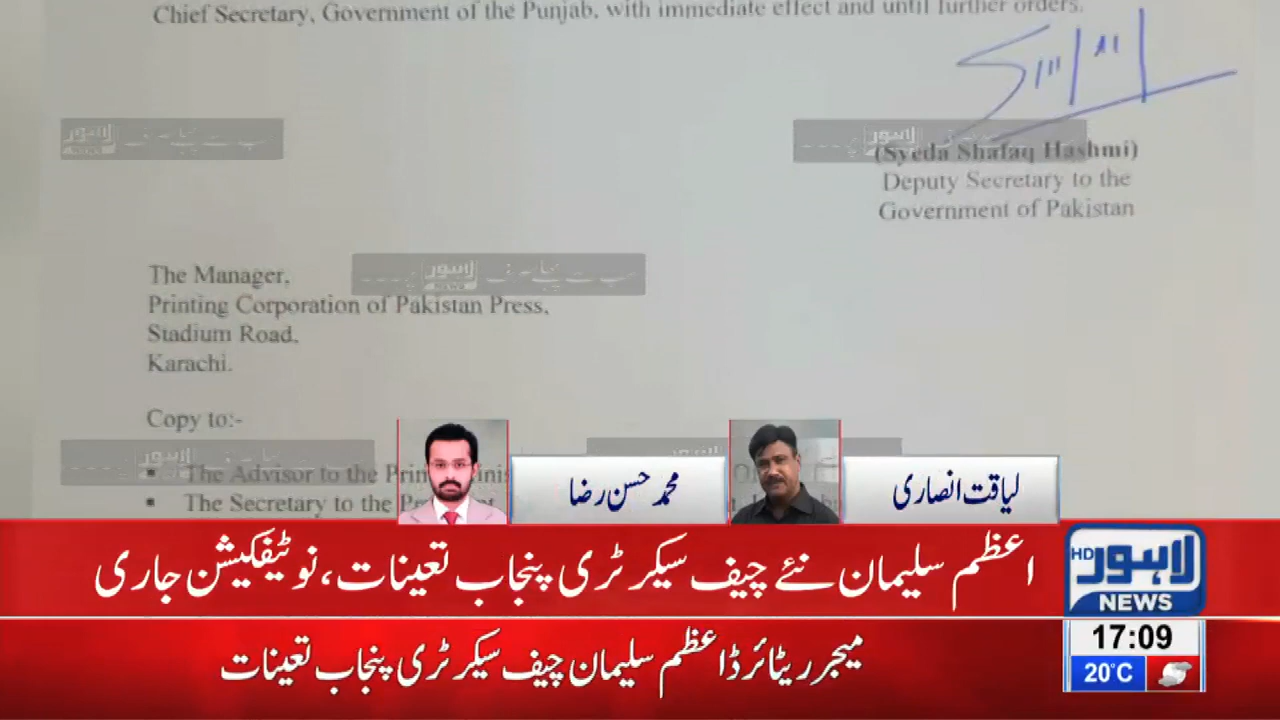 Chief Secretary, Government of the Punjab, with immediate effect and until further orders.
(Syeda Shafaq Hashmi)
Deputy Secretary to the
Government of Pakistan
The Manager,
Printing Corporation of Pakistan Press,
Stadium Road,
Karachi.
Copy to:-
The Advisor to the
The Secretary to the
محمد حسن رضا
لیاقت انصاری
اعظم سلیمان نئے چیف سیکرٹری پنجاب تعینات، نوٹیفکیشن جاری
میجر ریٹائرڈ اعظم سلیمان چیف سیکرٹری پنجاب تعینات
لاہور HD
NEWS
17:09
20°C